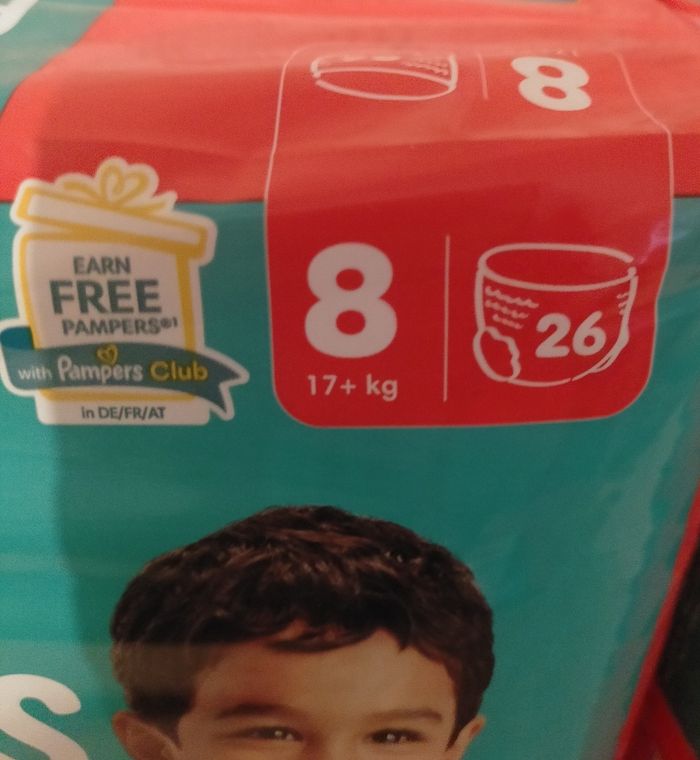 8
EARN
FREE
PAMPERS®¹
with Pampers Club
in DE/FR/AT
8
17+ kg
26
s